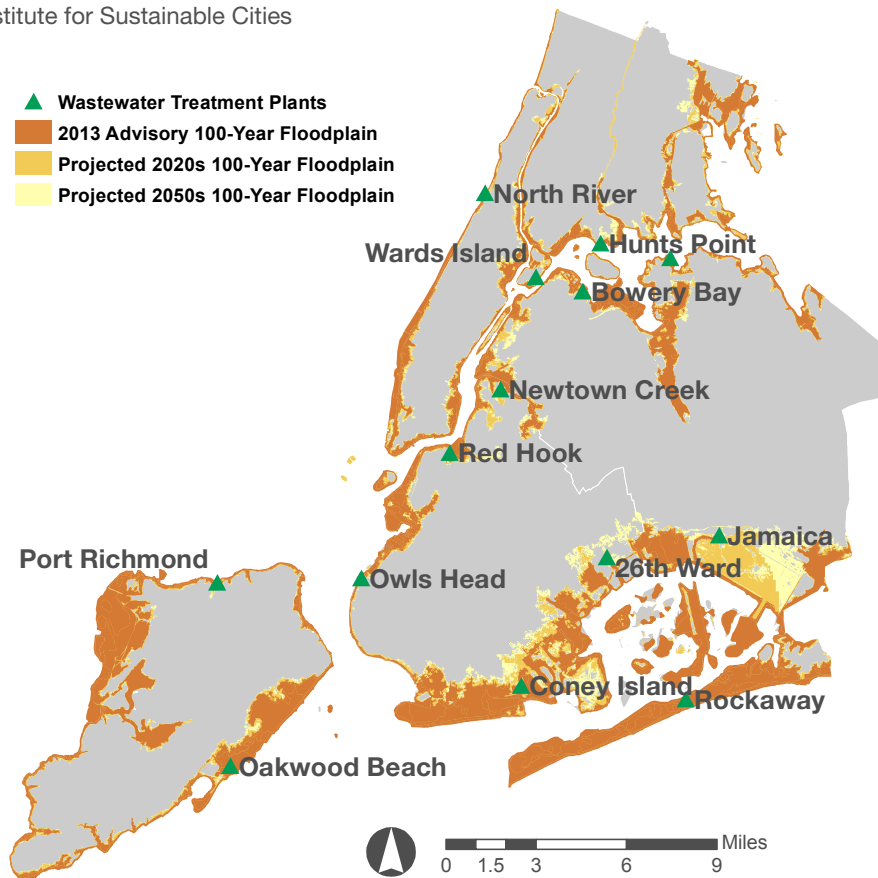 stitute for Sustainable Cities
Wastewater Treatment Plants
2013 Advisory 100-Year Floodplain
Projected 2020s 100-Year Floodplain
Projected 2050s 100-Year Floodplain
North River
Wards Island
Hunts Point
Bowery Bay
Newtown Creek
Red Hook
Jamaica
Port Richmond
26th Ward
Owls Head
Coney Island
Rockaway
Oakwood Beach
Miles
0 1.5 3 6 9